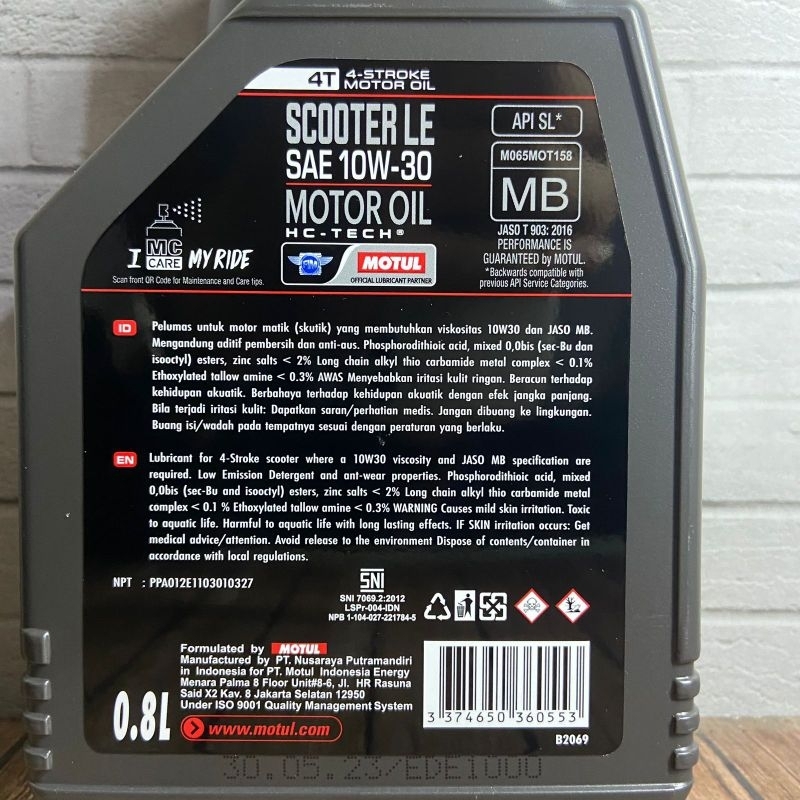 4T 4-STROKE
MOTOR OIL
SCOOTER LE
SAE 10W-30
MOTOR OIL
HC-TECH®
API SL*
M065MOT158
MB
JASO T 903: 2016
PERFORMANCE IS
GUARANTEED by MOTUL.
*Backwards compatible with
previous API Service Categories.
I MC CARE MY RIDE
Scan front QR Code for Maintenance and Care tips.
MOTUL
OFFICIAL LUBRICANT PARTNER
ID
Pelumas untuk motor matik (skutik) yang membutuhkan viskositas 10W30 dan JASO MB.
Mengandung aditif pembersih dan anti-aus. Phosphorodithioic acid, mixed 0,0bis (sec-Bu dan
isooctyl) esters, zinc salts < 2% Long chain alkyl thio carbamide metal complex < 0.1%
Ethoxylated tallow amine < 0.3% AWAS Menyebabkan iritasi kulit ringan. Beracun terhadap
kehidupan akuatik. Berbahaya terhadap kehidupan akuatik dengan efek jangka panjang.
Bila terjadi iritasi kulit: Dapatkan saran/perhatian medis. Jangan dibuang ke lingkungan.
Buang isi/wadah pada tempatnya sesuai dengan peraturan yang berlaku.
EN
Lubricant for 4-Stroke scooter where a 10W30 viscosity and JASO MB specification are
required. Low Emission Detergent and ant-wear properties. Phosphorodithioic acid, mixed
0,0bis (sec-Bu and isooctyl) esters, zinc salts < 2% Long chain alkyl thio carbamide metal
complex < 0.1 % Ethoxylated tallow amine < 0.3% WARNING Causes mild skin irritation. Toxic
to aquatic life. Harmful to aquatic life with long lasting effects. IF SKIN irritation occurs: Get
medical advice/attention. Avoid release to the environment Dispose of contents/container in
accordance with local regulations.
NPT : PPA012E1103010327
SNI
SNI 7069.2:2012
LSPr-004-IDN
NPB 1-104-027-221784-5
Formulated by MOTUL
Manufactured by PT. Nusaraya Putramandiri
in Indonesia for PT. Motul Indonesia Energy
Menara Palma 8 Floor Unit#8-6, Jl. HR Rasuna
Said X2 Kav. 8 Jakarta Selatan 12950
Under ISO 9001 Quality Management System
0.8L
www.motul.com
3 374650 360553
B2069
30.05.23/EDE1000